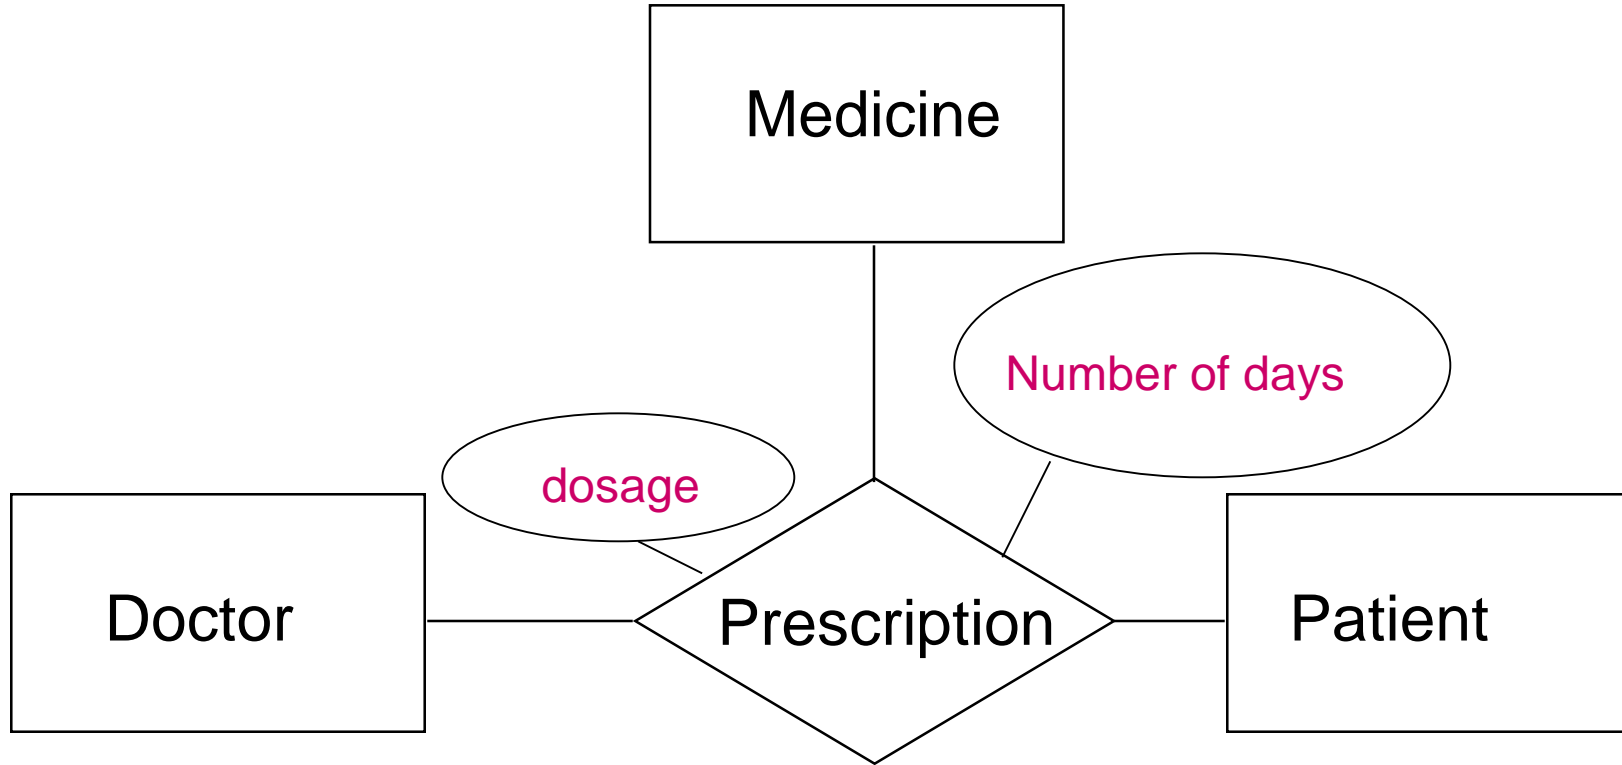 Medicine
Number of days
dosage
Doctor
Prescription
Patient